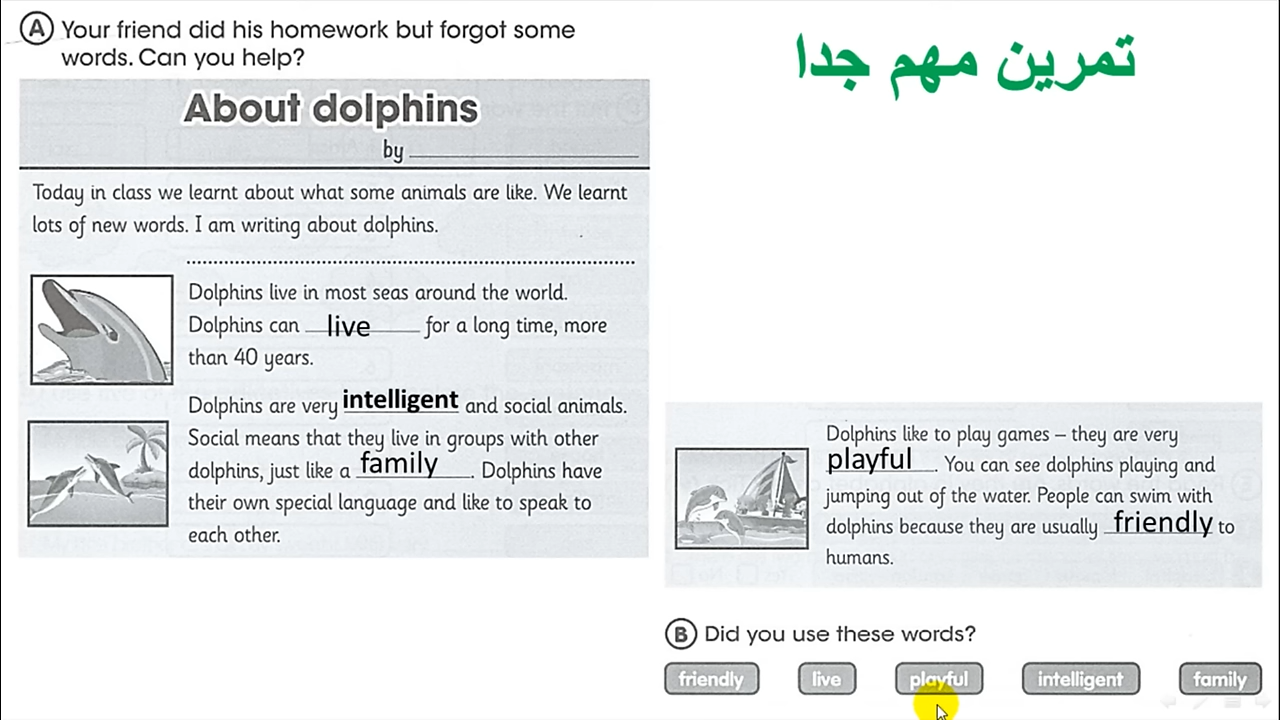 A Your friend did his homework but forgot some
words. Can you help?
تمرين مهم جدا
About dolphins
by
Today in class we learnt about what some animals are like. We learnt
lots of new words. I am writing about dolphins.
Dolphins live in most seas around the world.
Dolphins can live for a long time, more
than 40 years.
Dolphins are very intelligent and social animals.
Social means that they live in groups with other
dolphins, just like a family. Dolphins have
their own special language and like to speak to
each other.
Dolphins like to play games – they are very
playful. You can see dolphins playing and
jumping out of the water. People can swim with
dolphins because they are usually friendly to
humans.
B Did you use these words?
friendly live playful intelligent family